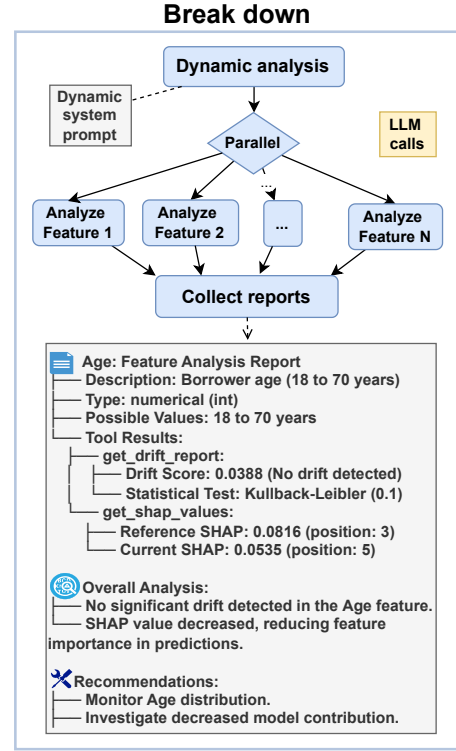 Break down
Dynamic analysis
Dynamic
system
prompt
Parallel
LLM
calls
...
Analyze
Feature 1
Analyze
Feature 2
...
Analyze
Feature N
Collect reports
Age: Feature Analysis Report
Description: Borrower age (18 to 70 years)
Type: numerical (int)
Possible Values: 18 to 70 years
Tool Results:
get_drift_report:
Drift Score: 0.0388 (No drift detected)
Statistical Test: Kullback-Leibler (0.1)
get_shap_values:
Reference SHAP: 0.0816 (position: 3)
Current SHAP: 0.0535 (position: 5)
Overall Analysis:
No significant drift detected in the Age feature.
SHAP value decreased, reducing feature
importance in predictions.
Recommendations:
Monitor Age distribution.
Investigate decreased model contribution.